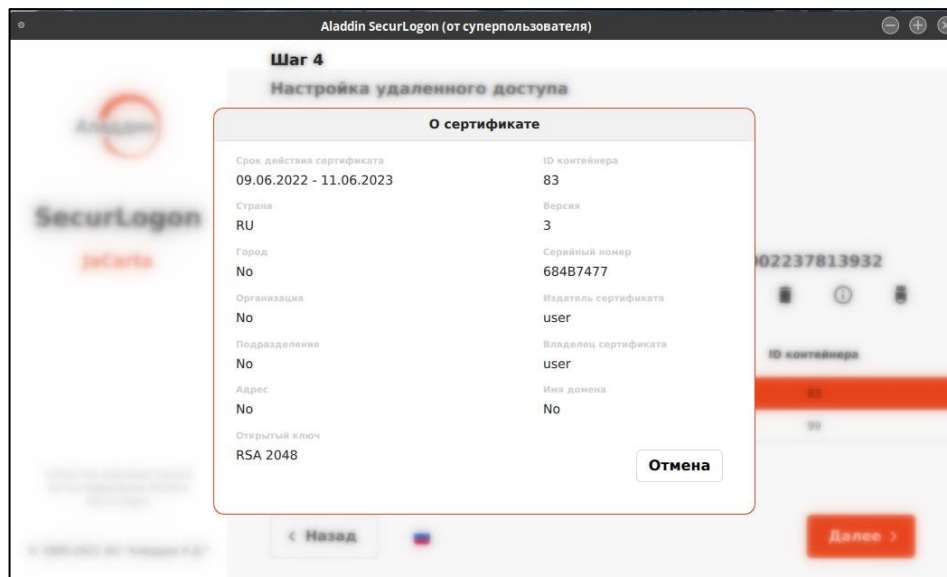 Aladdin SecurLogon (от суперпользователя)
Шаг 4
Настройка удаленного доступа
Аладдин
SecurLogon
JaCarta
О сертификате
Срок действия сертификата
09.06.2022 - 11.06.2023
Страна
RU
Город
No
Организация
No
Подразделение
No
Адрес
No
Открытый ключ
RSA 2048
ID контейнера
83
Версия
3
Серийный номер
684B7477
Издатель сертификата
user
Владелец сертификата
user
Имя домена
No
Отмена
002237813932
ID контейнера
83
99
Назад
Далее